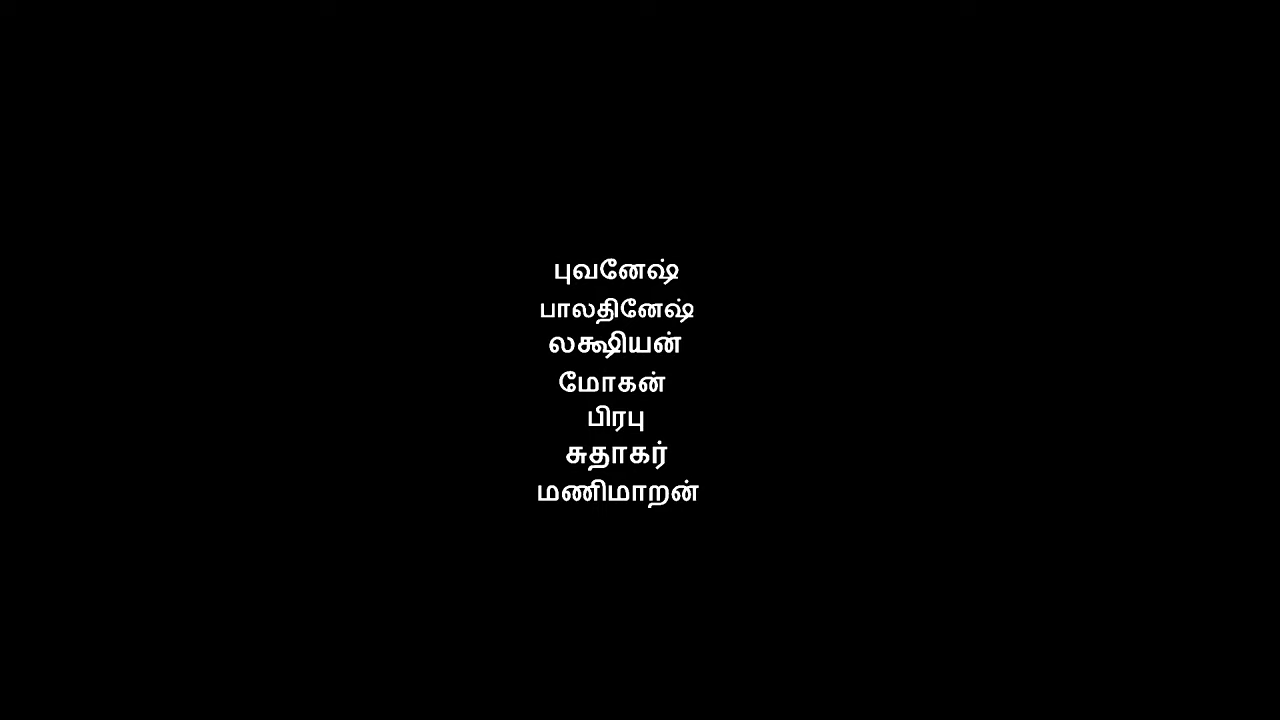 புவனேஷ்
பாலதினேஷ்
லக்ஷியன்
மோகன்
பிரபு
சுதாகர்
மணிமாறன்